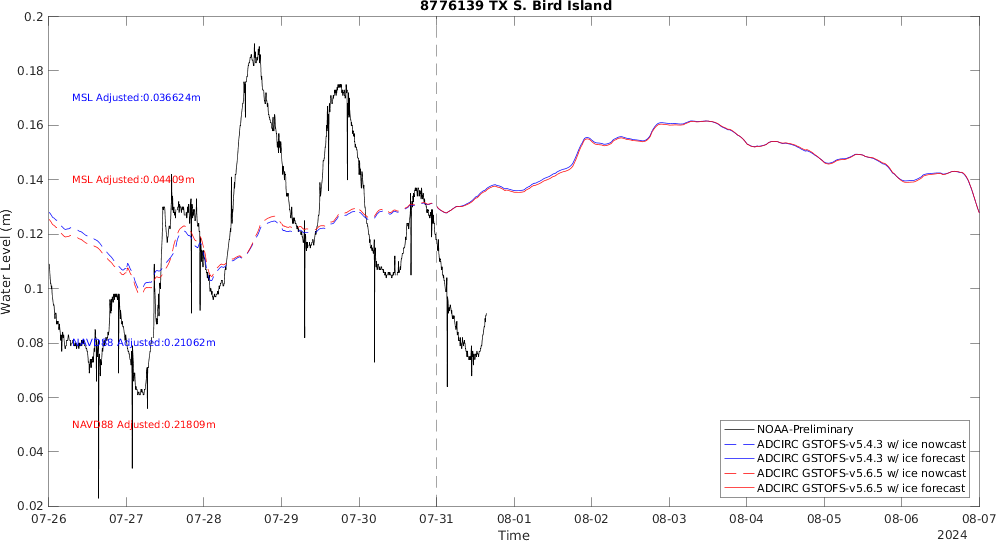 8776139 TX S. Bird Island
0.2
0.18
0.16
0.14
0.12
0.1
0.08
0.06
0.04
0.02
Water Level (m)
MSL Adjusted:0.036624m
MSL Adjusted:0.04409m
NAVD88 Adjusted:0.21062m
NAVD88 Adjusted:0.21809m
NOAA-Preliminary
ADCIRC GSTOFS-v5.4.3 w/ ice nowcast
ADCIRC GSTOFS-v5.4.3 w/ ice forecast
ADCIRC GSTOFS-v5.6.5 w/ ice nowcast
ADCIRC GSTOFS-v5.6.5 w/ ice forecast
07-26 07-27 07-28 07-29 07-30 07-31 08-01 08-02 08-03 08-04 08-05 08-06 08-07
Time
2024